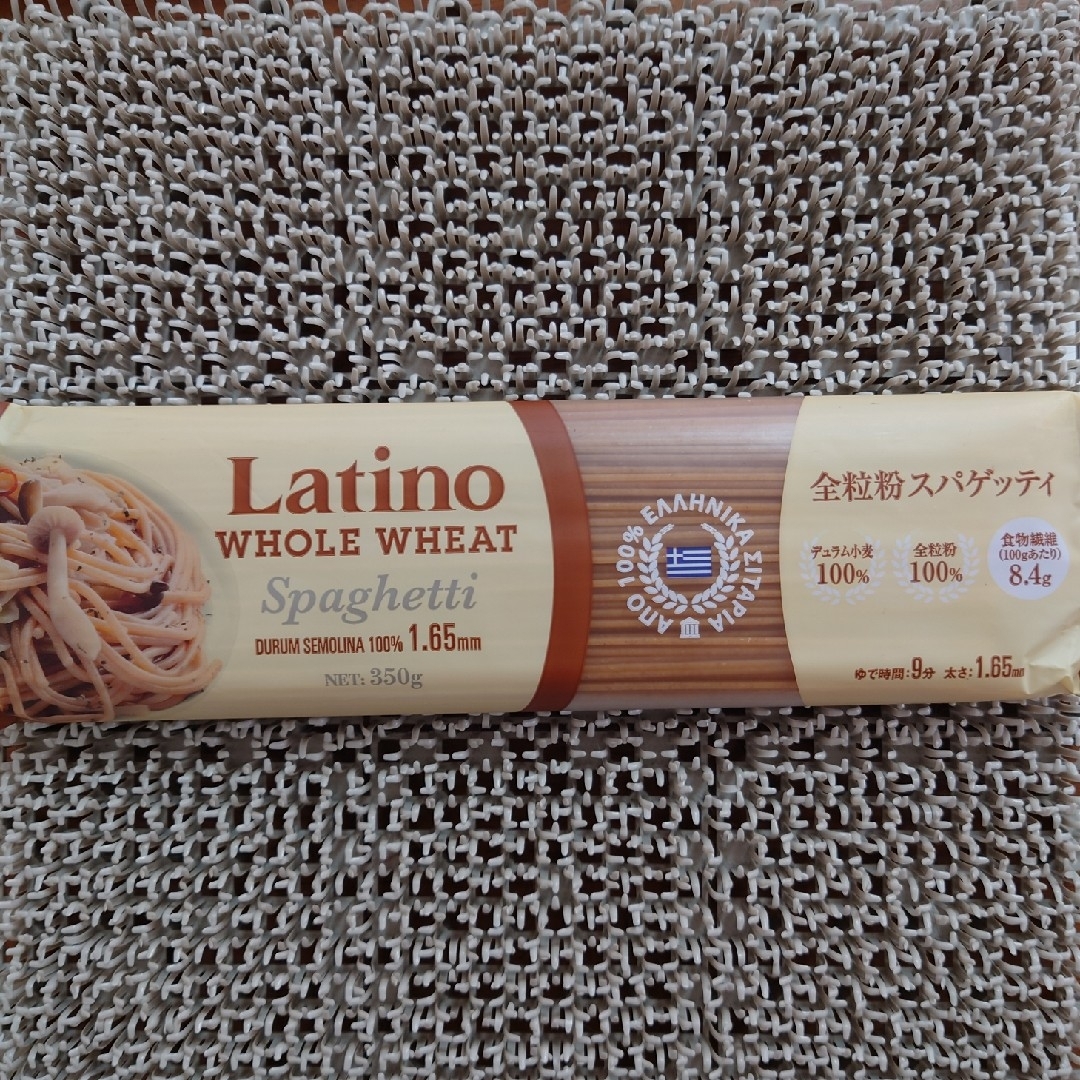 Latino
WHOLE WHEAT
Spaghetti
DURUM SEMOLINA 100% 1.65mm
NET: 350g
ΑΠΟ 100% ΕΛΛΗΝΙΚΑ ΣΙΤΑΡΙΑ
全粒粉スパゲッティ
デュラム小麦
100%
全粒粉
100%
食物繊維
(100gあたり)
8.4g
ゆで時間:9分 太さ:1.65mm